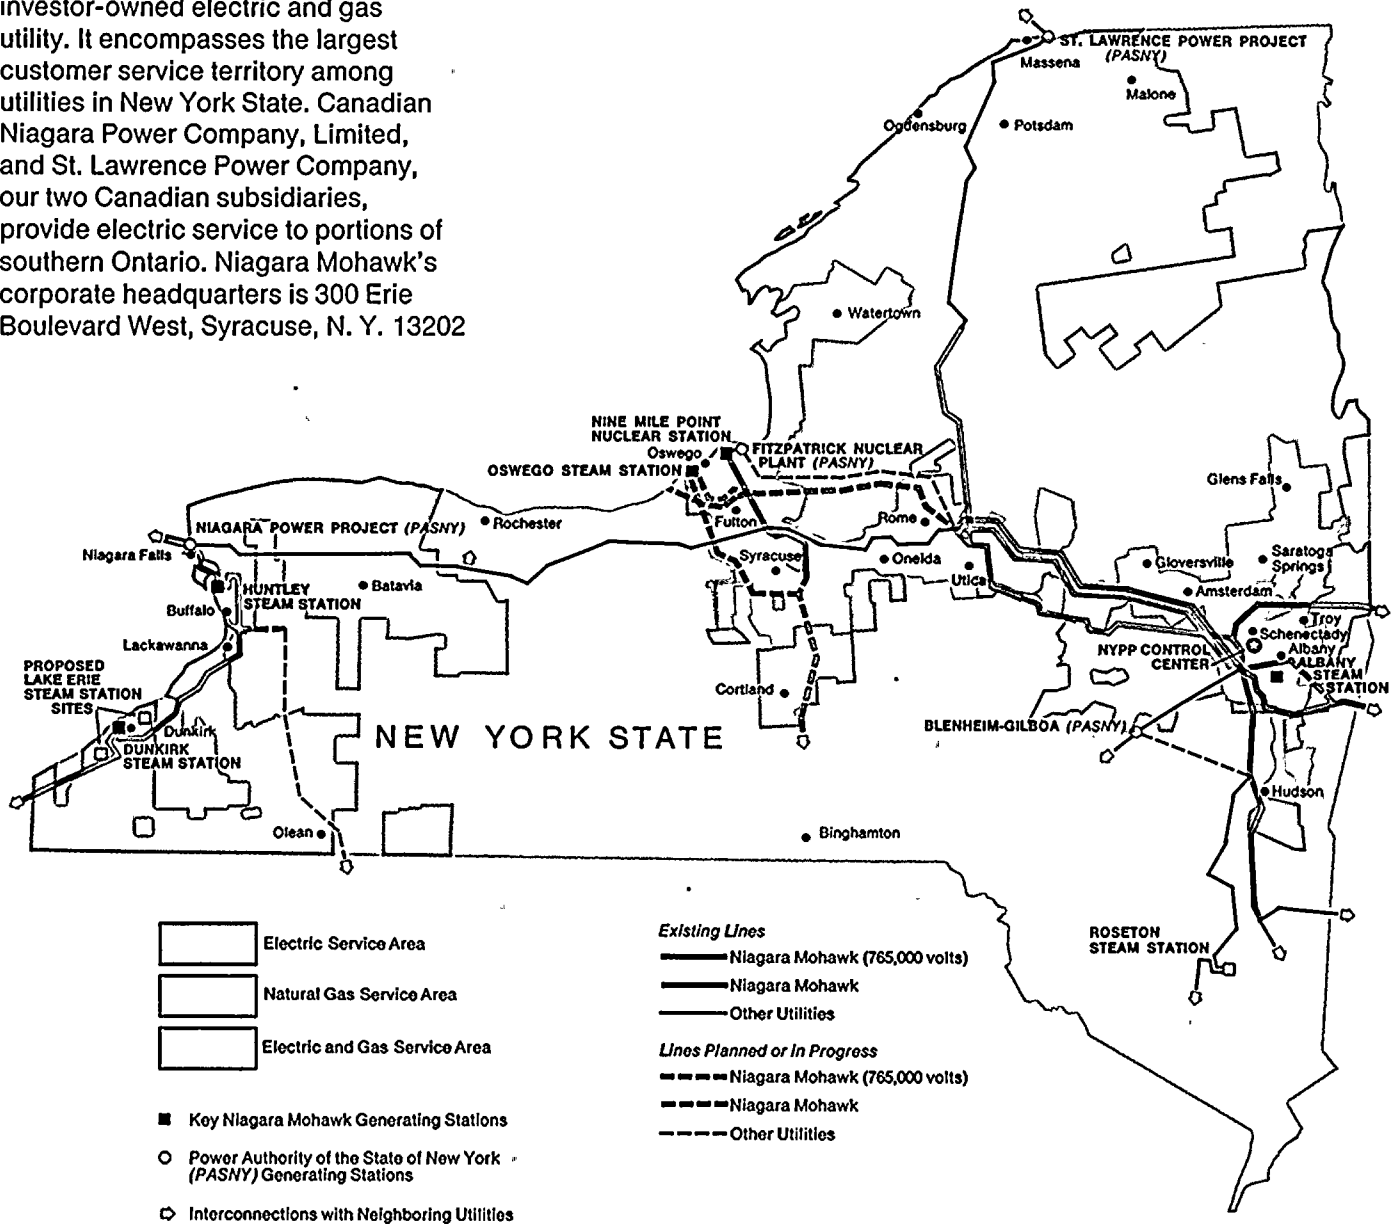 investor-owned electric and gas
utility. It encompasses the largest
customer service territory among
utilities in New York State. Canadian
Niagara Power Company, Limited,
and St. Lawrence Power Company,
our two Canadian subsidiaries,
provide electric service to portions of
southern Ontario. Niagara Mohawk's
corporate headquarters is 300 Erie
Boulevard West, Syracuse, N. Y. 13202
ST. LAWRENCE POWER PROJECT
(PASNY)
Massena
Malone
Ogdensburg
Potsdam
Watertown
NINE MILE POINT
NUCLEAR STATION
Oswego
FITZPATRICK NUCLEAR
PLANT (PASNY)
OSWEGO STEAM STATION
Glens Falls
NIAGARA POWER PROJECT (PASNY)
Rochester
Fulton
Rome
Niagara Falls
Syracuse
Oneida
Utica
Gloversville
Saratoga
Springs
HUNTLEY
STEAM STATION
Batavia
Amsterdam
Buffalo
Troy
Schenectady
Lackawanna
NYPP CONTROL
CENTER
Albany
ALBANY
STEAM
STATION
PROPOSED
LAKE ERIE
STEAM STATION
SITES
Cortland
Dunkirk
DUNKIRK
STEAM STATION
NEW YORK STATE
BLENHEIM-GILBOA (PASNY)
Hudson
Olean
Binghamton
ROSETON
STEAM STATION
Electric Service Area
Natural Gas Service Area
Electric and Gas Service Area
Key Niagara Mohawk Generating Stations
Power Authority of the State of New York
(PASNY) Generating Stations
Interconnections with Neighboring Utilities
Existing Lines
Niagara Mohawk (765,000 volts)
Niagara Mohawk
Other Utilities
Lines Planned or In Progress
Niagara Mohawk (765,000 volts)
Niagara Mohawk
Other Utilities